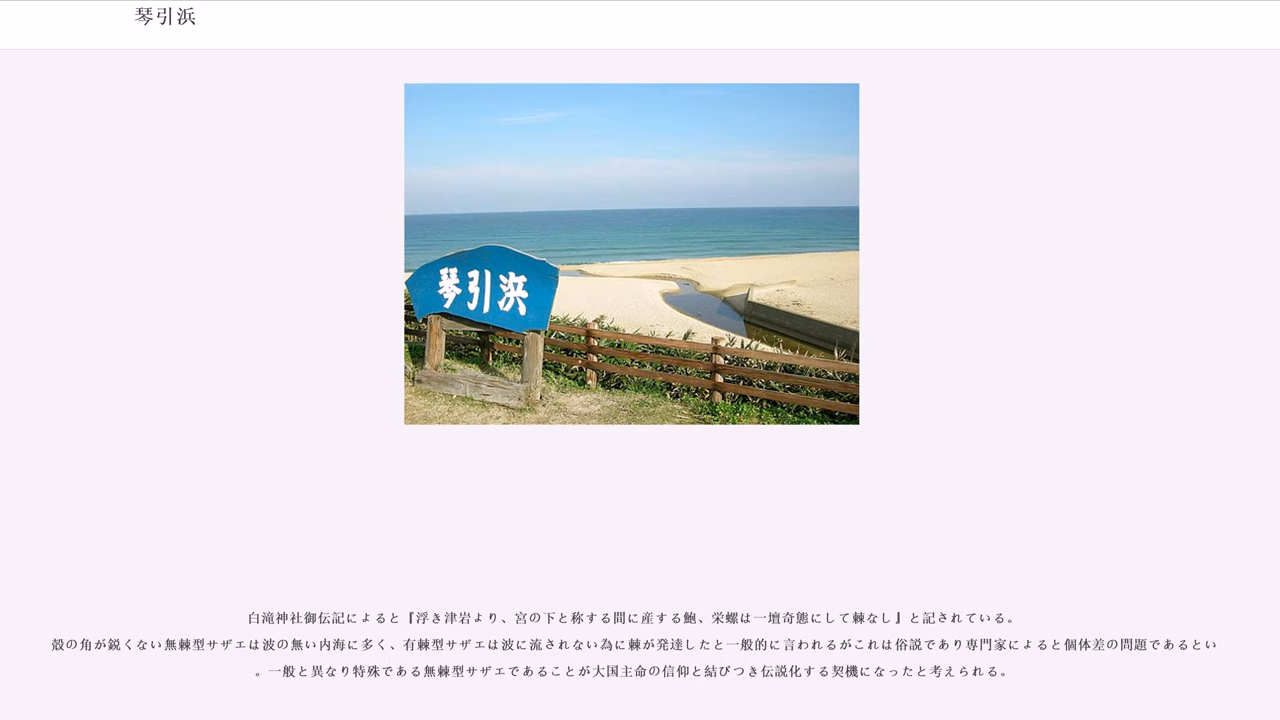 琴引浜
琴引浜
白滝神社御伝記によると『浮き津岩より、宮の下と称する間に産する鮑、栄螺は一壇奇態にして棘なし』と記されている。
殻の角が鋭くない無棘型サザエは波の無い内海に多く、有棘型サザエは波に流されない為に棘が発達したと一般的に言われるがこれは俗説であり専門家によると個体差の問題であるとい
。一般と異なり特殊である無棘型サザエであることが大国主命の信仰と結びつき伝説化する契機になったと考えられる。